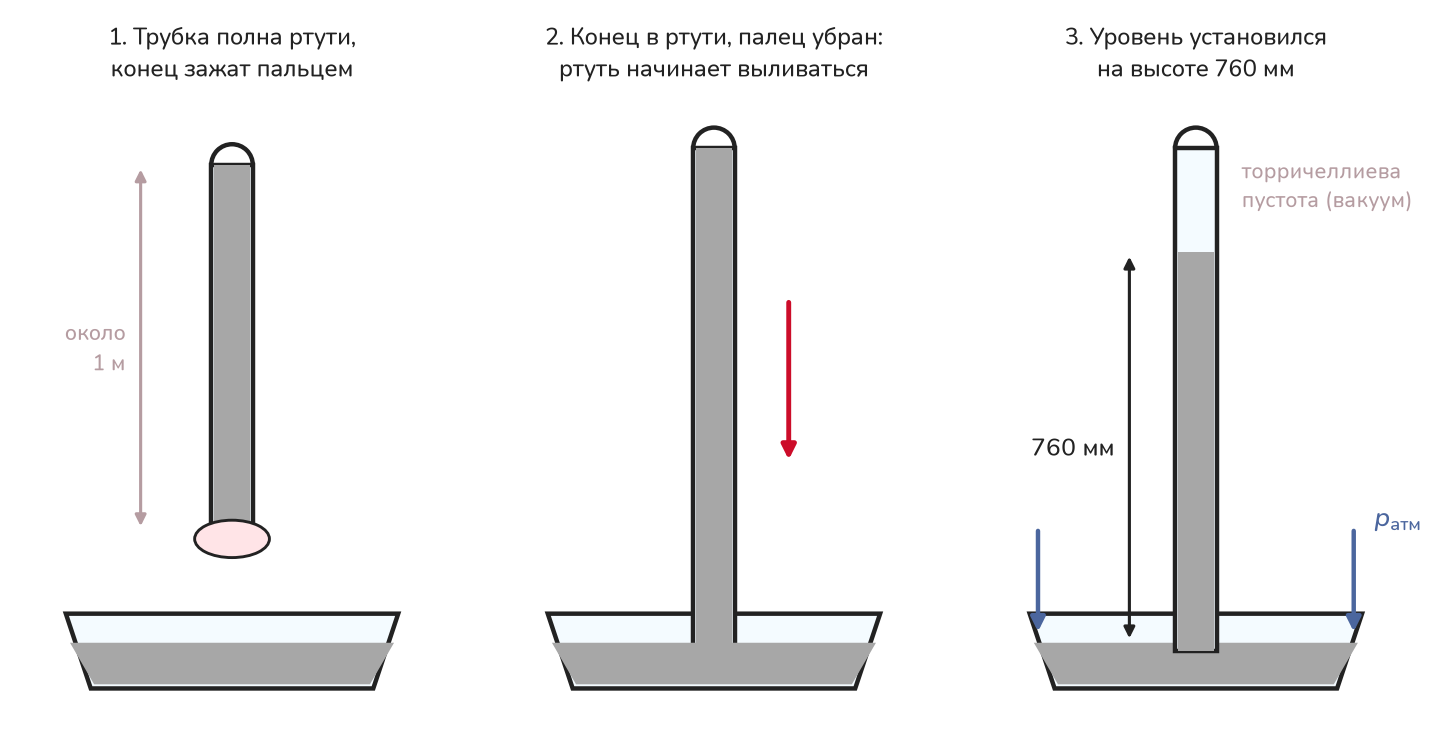 1. Трубка полна ртути,
конец зажат пальцем
около
1 м
2. Конец в ртути, палец убран:
ртуть начинает выливаться
3. Уровень установился
на высоте 760 мм
торричеллиева
пустота (вакуум)
760 мм
pатм